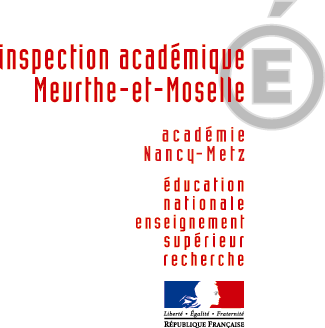 inspection académique
Meurthe-et-Moselle
É
académie
Nancy-Metz
éducation
nationale
enseignement
supérieur
recherche
Liberté • Égalité • Fraternité
RÉPUBLIQUE FRANÇAISE